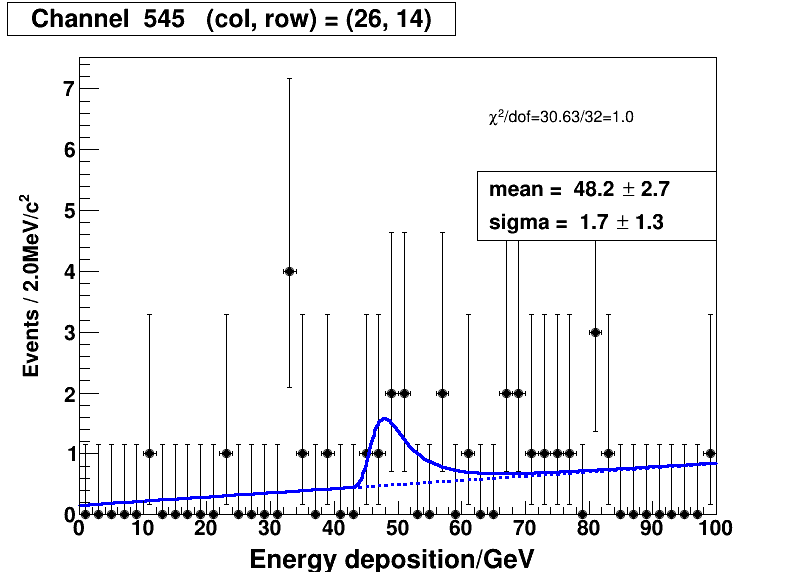 Channel 545 (col, row) = (26, 14)
χ²/dof=30.63/32=1.0
mean = 48.2 ± 2.7
sigma = 1.7 ± 1.3
Events / 2.0MeV/c²
7
6
5
4
3
2
1
0
0 10 20 30 40 50 60 70 80 90 100
Energy deposition/GeV